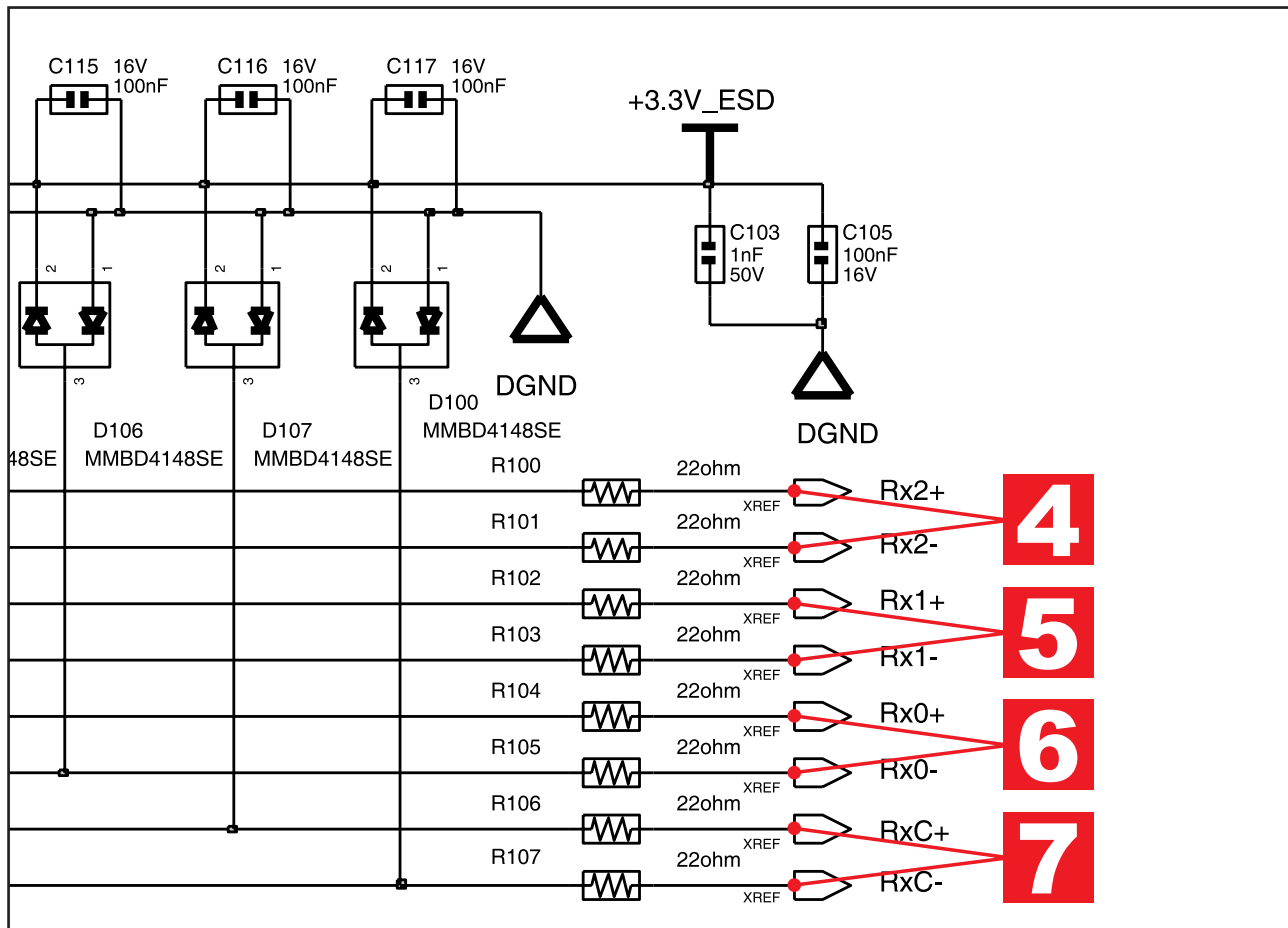 C115 16V
100nF
C116 16V
100nF
C117 16V
100nF
+3.3V_ESD
C103
1nF
50V
C105
100nF
16V
2 1
2 1
2 1
3
3
3
DGND
DGND
D106
MMBD4148SE
D107
MMBD4148SE
D100
MMBD4148SE
48SE
R100 22ohm XREF Rx2+
R101 22ohm XREF Rx2-
4
R102 22ohm XREF Rx1+
R103 22ohm XREF Rx1-
5
R104 22ohm XREF Rx0+
R105 22ohm XREF Rx0-
6
R106 22ohm XREF RxC+
R107 22ohm XREF RxC-
7